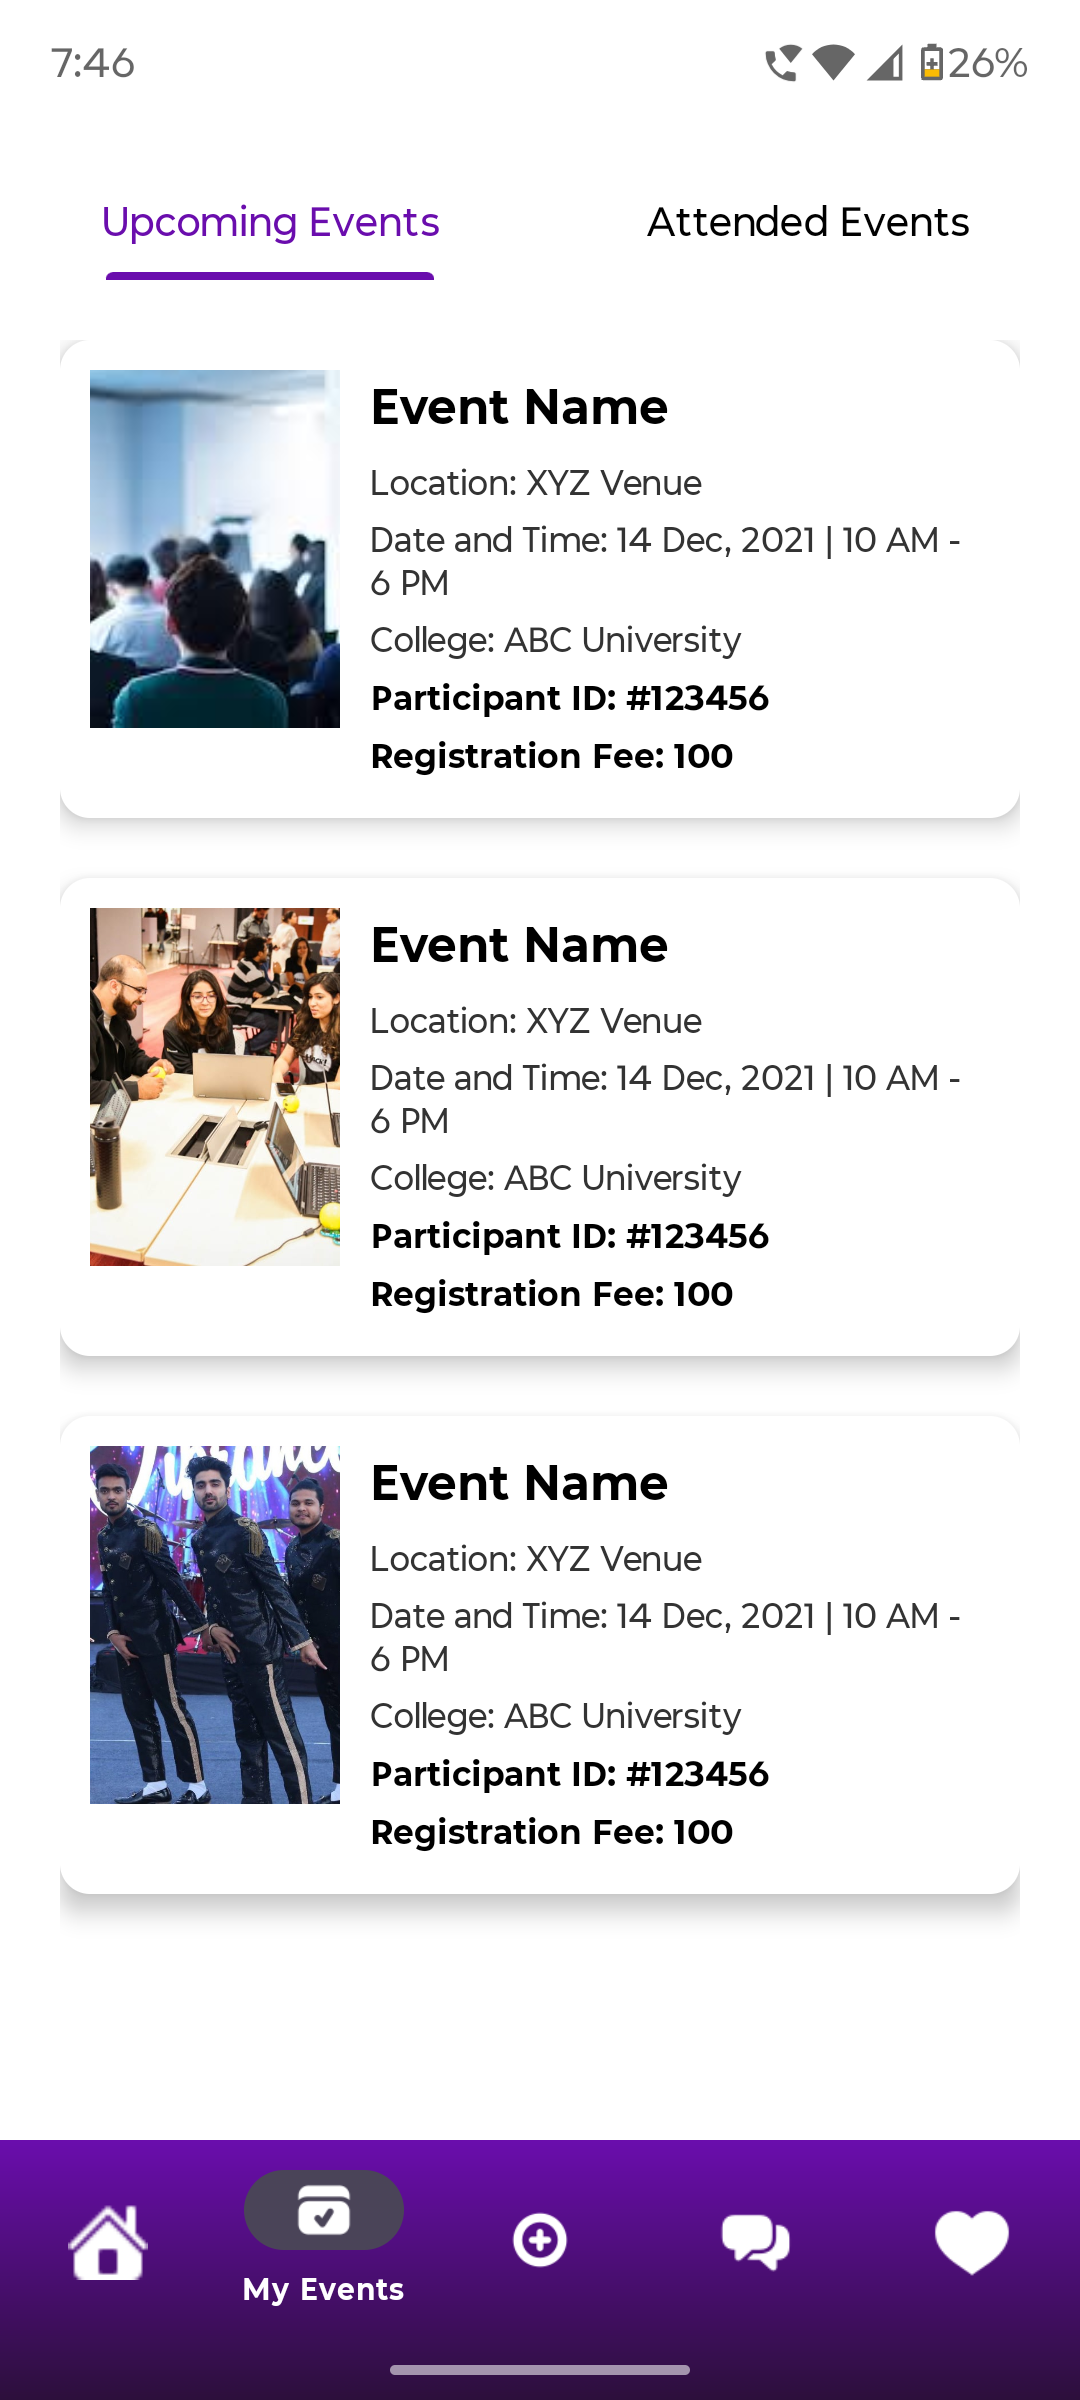 7:46
26%
Upcoming Events
Attended Events
Event Name
Location: XYZ Venue
Date and Time: 14 Dec, 2021 | 10 AM -
6 PM
College: ABC University
Participant ID: #123456
Registration Fee: 100
Event Name
Location: XYZ Venue
Date and Time: 14 Dec, 2021 | 10 AM -
6 PM
College: ABC University
Participant ID: #123456
Registration Fee: 100
Event Name
Location: XYZ Venue
Date and Time: 14 Dec, 2021 | 10 AM -
6 PM
College: ABC University
Participant ID: #123456
Registration Fee: 100
My Events